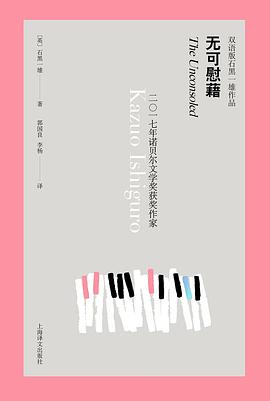 双语版石黑一雄作品
无可慰藉
The Unconsoled
二〇一七年诺贝尔文学奖获奖作家
Kazuo Ishiguro
[英] 石黑一雄 著
郭国良 李杨 译
上海译文出版社